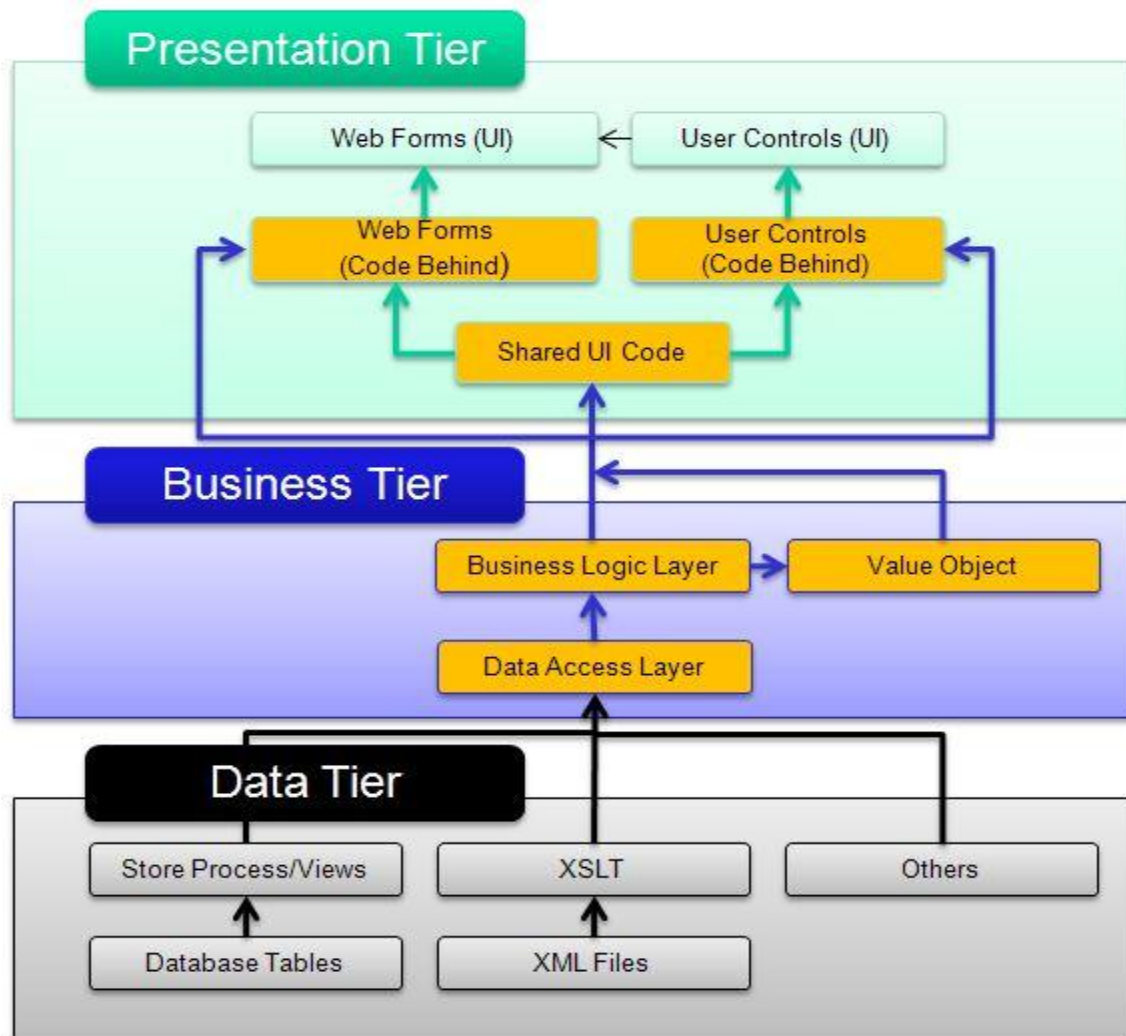 Presentation Tier
Web Forms (UI)
User Controls (UI)
Web Forms
(Code Behind)
User Controls
(Code Behind)
Shared UI Code
Business Tier
Business Logic Layer
Value Object
Data Access Layer
Data Tier
Store Process/Views
XSLT
Others
Database Tables
XML Files